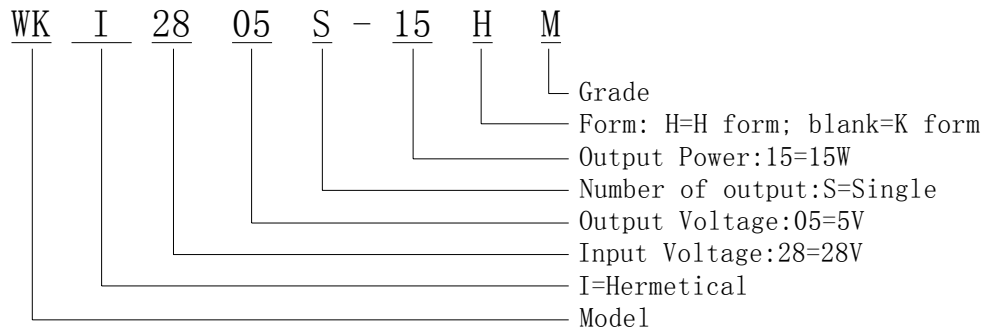 WK I 28 05 S - 15 H M
Grade
Form: H=H form; blank=K form
Output Power:15=15W
Number of output:S=Single
Output Voltage:05=5V
Input Voltage:28=28V
I=Hermetical
Model